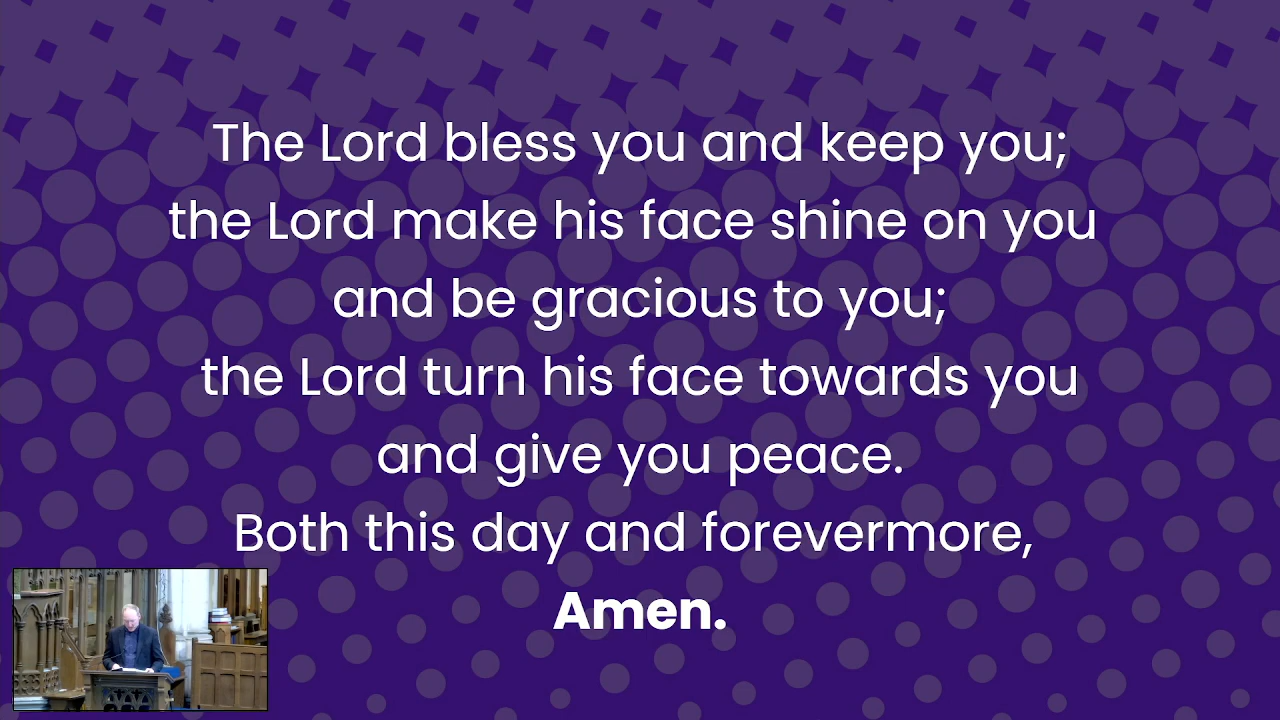 The Lord bless you and keep you;
the Lord make his face shine on you
and be gracious to you;
the Lord turn his face towards you
and give you peace.
Both this day and forevermore,
Amen.